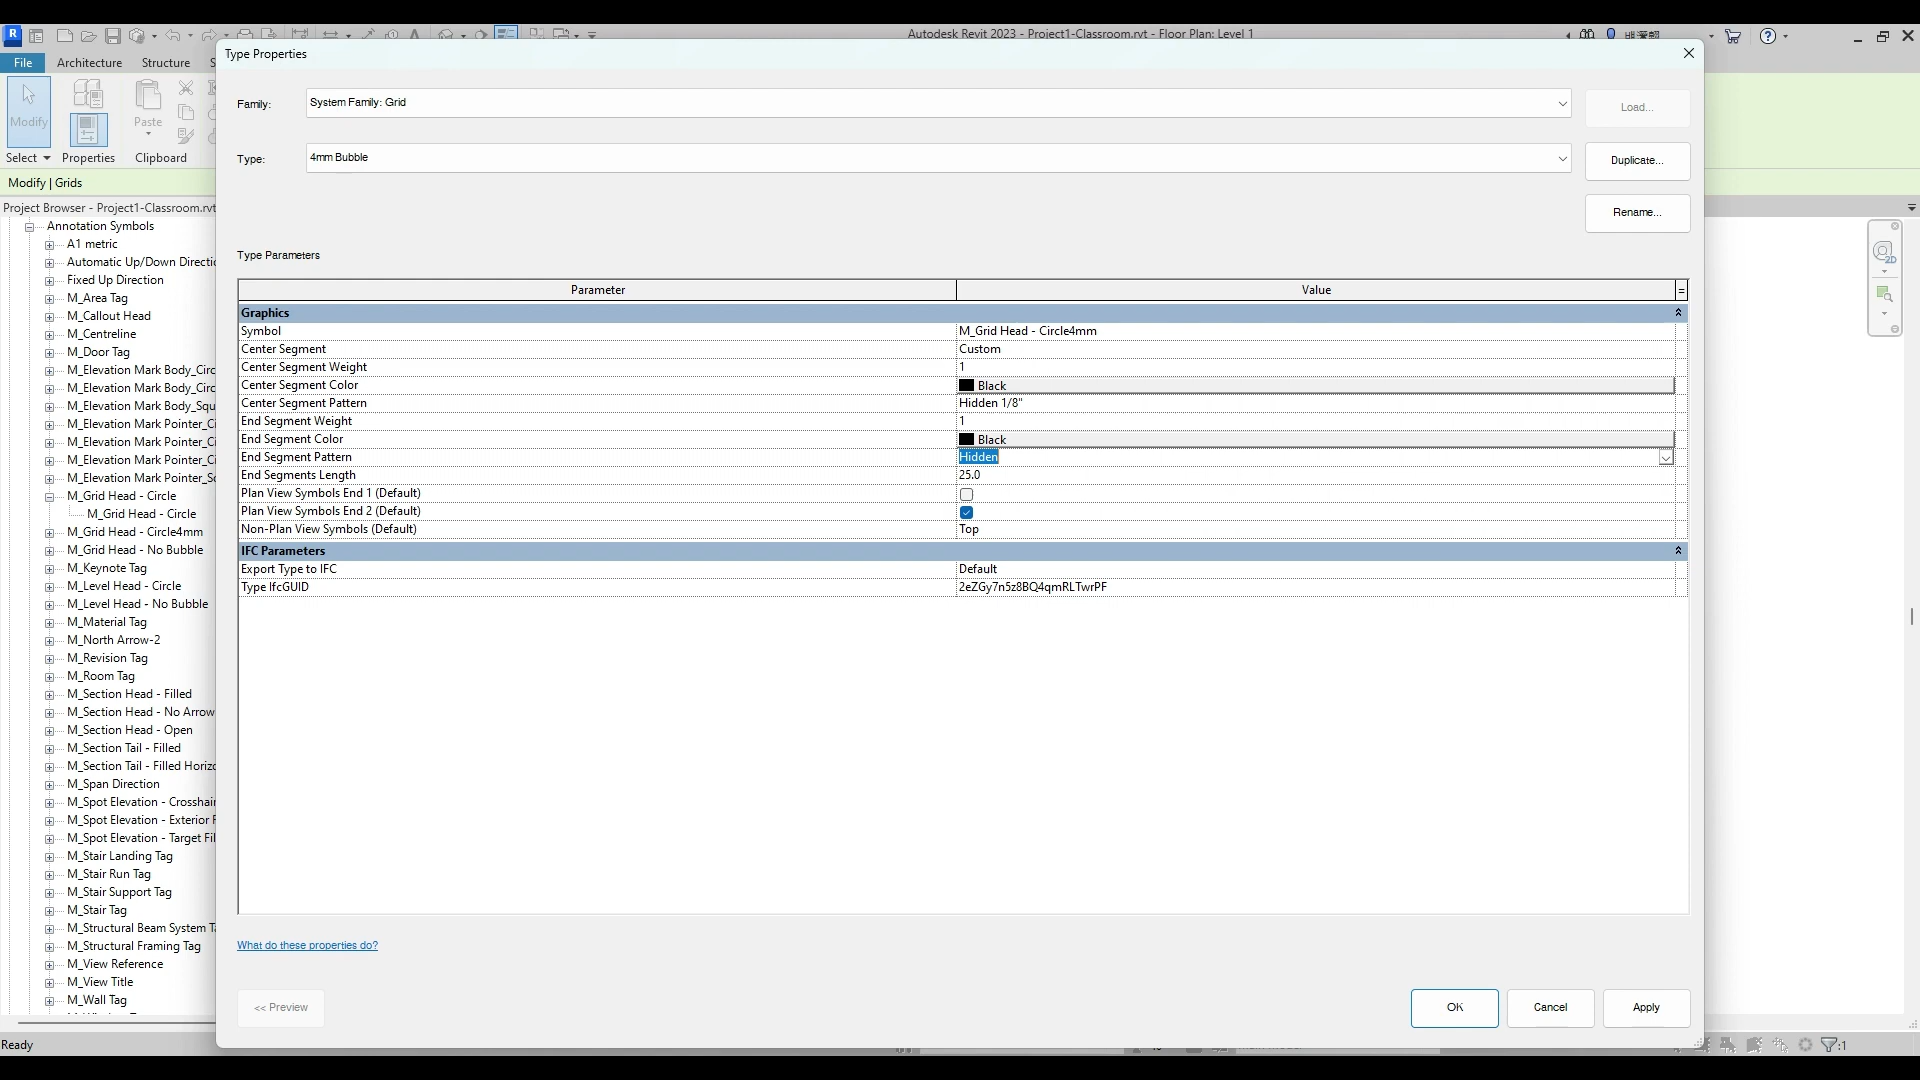 Autodesk Revit 2023 - Project1-Classroom.rvt - Floor Plan: Level 1
Type Properties
File
Architecture
Structure
S
Family:
System Family: Grid
Load...
Modify
Paste
Type:
4mm Bubble
Duplicate...
Select
Properties
Clipboard
Modify | Grids
Rename...
Project Browser - Project1-Classroom.rvt
Annotation Symbols
A1 metric
Automatic Up/Down Directio
Fixed Up Direction
M_Area Tag
M_Callout Head
M_Centreline
M_Door Tag
M_Elevation Mark Body_Circ
M_Elevation Mark Body_Circ
M_Elevation Mark Body_Squ
M_Elevation Mark Pointer_Ci
M_Elevation Mark Pointer_Ci
M_Elevation Mark Pointer_Ci
M_Elevation Mark Pointer_Sc
M_Grid Head - Circle
M_Grid Head - Circle
M_Grid Head - Circle4mm
M_Grid Head - No Bubble
M_Keynote Tag
M_Level Head - Circle
M_Level Head - No Bubble
M_Material Tag
M_North Arrow-2
M_Revision Tag
M_Room Tag
M_Section Head - Filled
M_Section Head - No Arrow
M_Section Head - Open
M_Section Tail - Filled
M_Section Tail - Filled Horizo
M_Span Direction
M_Spot Elevation - Crosshair
M_Spot Elevation - Exterior F
M_Spot Elevation - Target Fil
M_Stair Landing Tag
M_Stair Run Tag
M_Stair Support Tag
M_Stair Tag
M_Structural Beam System Ta
M_Structural Framing Tag
M_View Reference
M_View Title
M_Wall Tag
Type Parameters
Parameter Value =
Graphics
Symbol M_Grid Head - Circle4mm
Center Segment Custom
Center Segment Weight 1
Center Segment Color Black
Center Segment Pattern Hidden 1/8"
End Segment Weight 1
End Segment Color Black
End Segment Pattern Hidden
End Segments Length 25.0
Plan View Symbols End 1 (Default)
Plan View Symbols End 2 (Default)
Non-Plan View Symbols (Default) Top
IFC Parameters
Export Type to IFC Default
Type IfcGUID 2eZGy7n5z8BQ4qmRLTwrPF
What do these properties do?
<< Preview
OK
Cancel
Apply
2D
Ready
:1